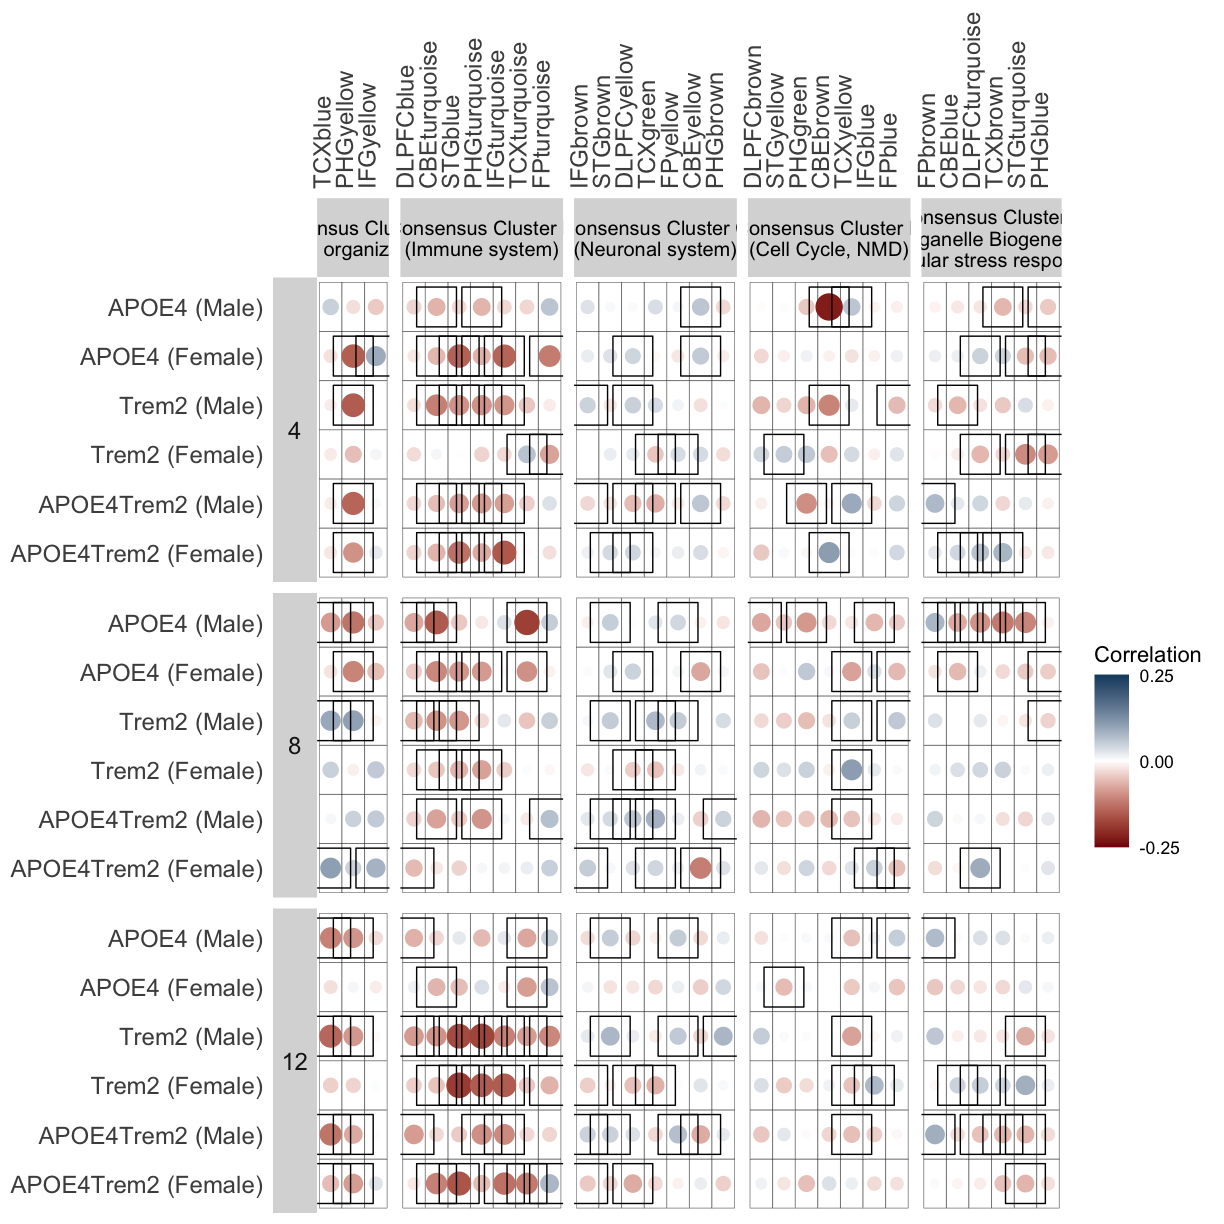 TCXblue
PHGyellow
IFGyellow
DLPFCblue
CBEturquoise
STGblue
PHGturquoise
IFGturquoise
TCXturquoise
FPturquoise
IFGbrown
STGbrown
DLPFCyellow
TCXgreen
FPyellow
CBEyellow
PHGbrown
DLPFCbrown
STGyellow
PHGgreen
CBEbrown
TCXyellow
IFGblue
FPblue
FPbrown
CBEblue
DLPFCturquoise
TCXbrown
STGturquoise
PHGblue
nsus Clu
organiz
onsensus Cluster
(Immune system)
onsensus Cluster
(Neuronal system)
onsensus Cluster
(Cell Cycle, NMD)
onsensus Cluster
ganelle Biogene
ular stress respo
4
APOE4 (Male)
APOE4 (Female)
Trem2 (Male)
Trem2 (Female)
APOE4Trem2 (Male)
APOE4Trem2 (Female)
8
APOE4 (Male)
APOE4 (Female)
Trem2 (Male)
Trem2 (Female)
APOE4Trem2 (Male)
APOE4Trem2 (Female)
12
APOE4 (Male)
APOE4 (Female)
Trem2 (Male)
Trem2 (Female)
APOE4Trem2 (Male)
APOE4Trem2 (Female)
Correlation
0.25
0.00
-0.25